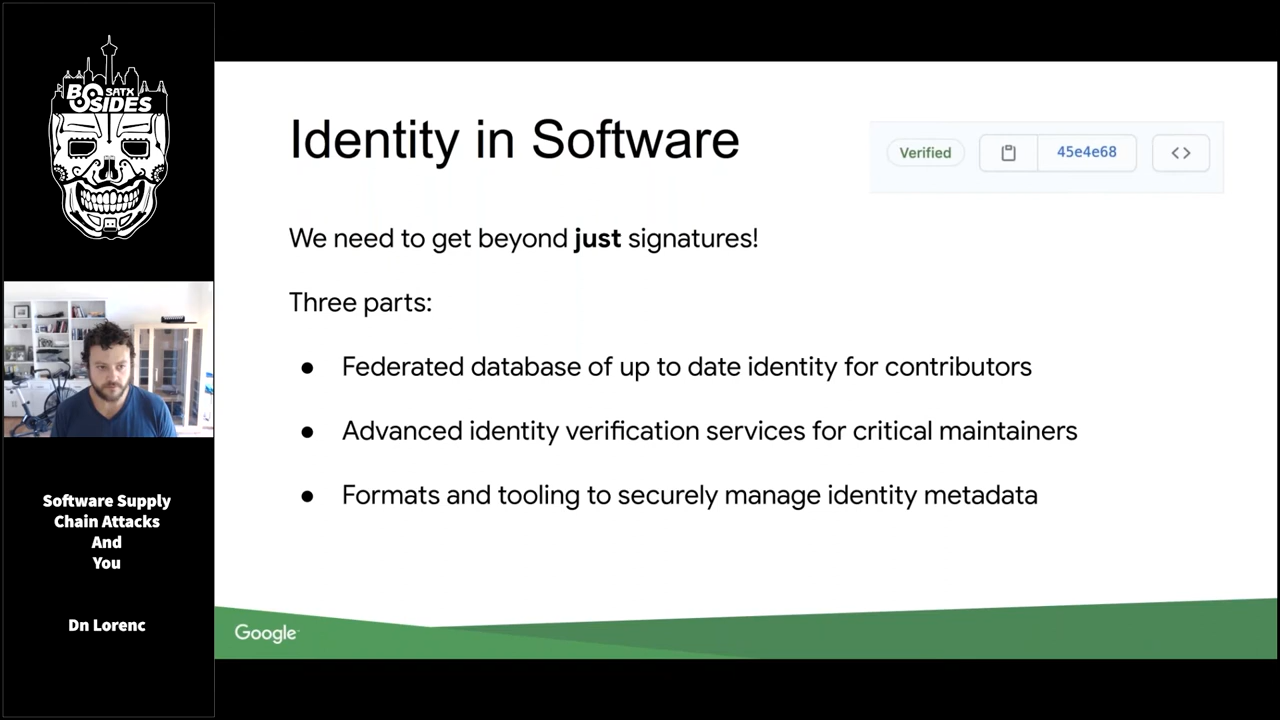 BSIDES
SATX
Software Supply
Chain Attacks
And
You
Dn Lorenc
Identity in Software
Verified
45e4e68
<>
We need to get beyond just signatures!
Three parts:
● Federated database of up to date identity for contributors
● Advanced identity verification services for critical maintainers
● Formats and tooling to securely manage identity metadata
Google